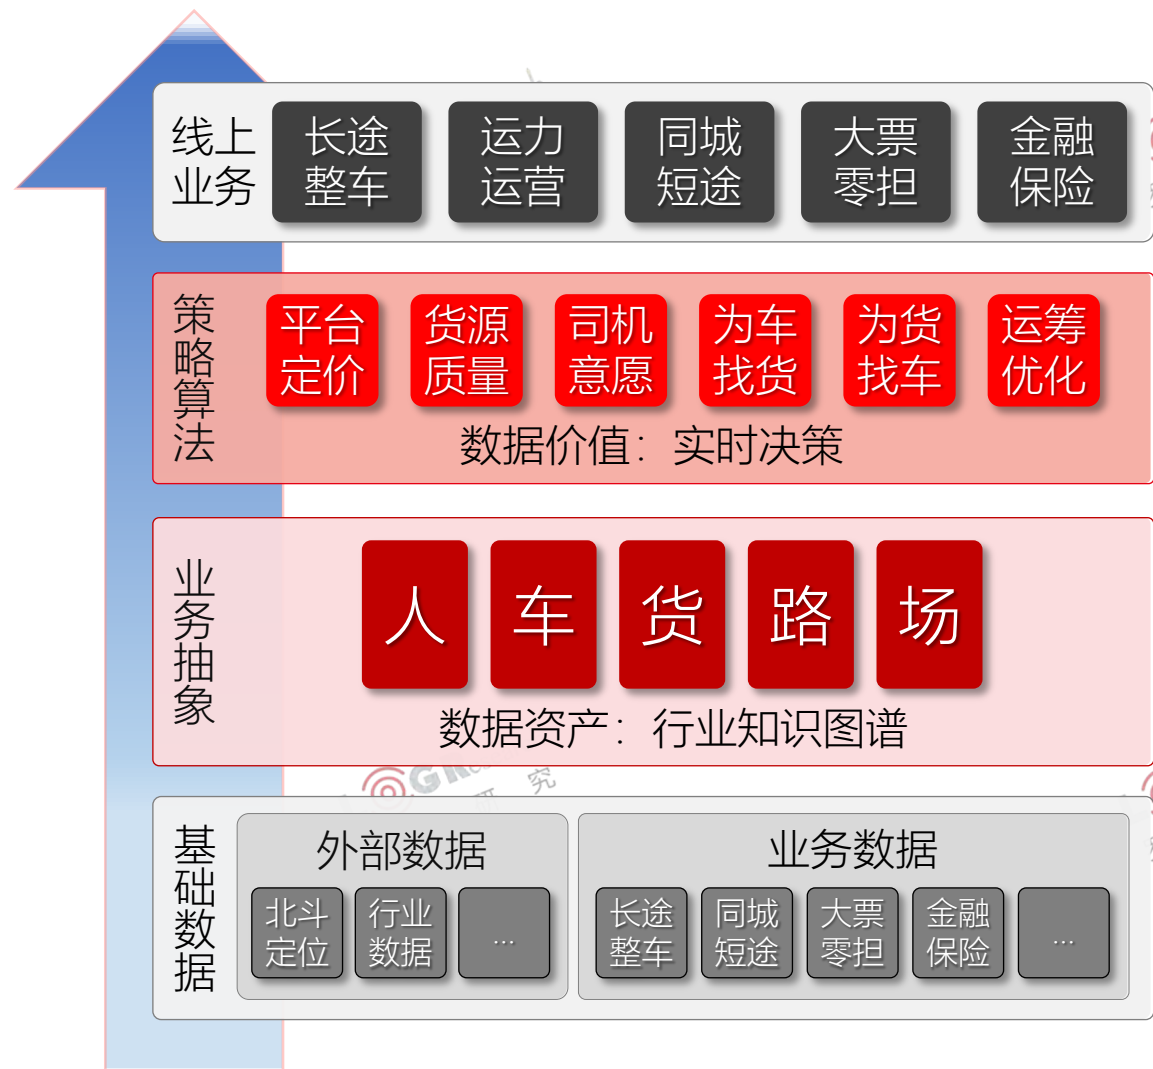 线上
业务
长途
整车
运力
运营
同城
短途
大票
零担
金融
保险
策略算法
平台
定价
货源
质量
司机
意愿
为车
找货
为货
找车
运筹
优化
数据价值：实时决策
业务抽象
人
车
货
路
场
数据资产：行业知识图谱
基础数据
外部数据
北斗
定位
行业
数据
...
业务数据
长途
整车
同城
短途
大票
零担
金融
保险
...
究